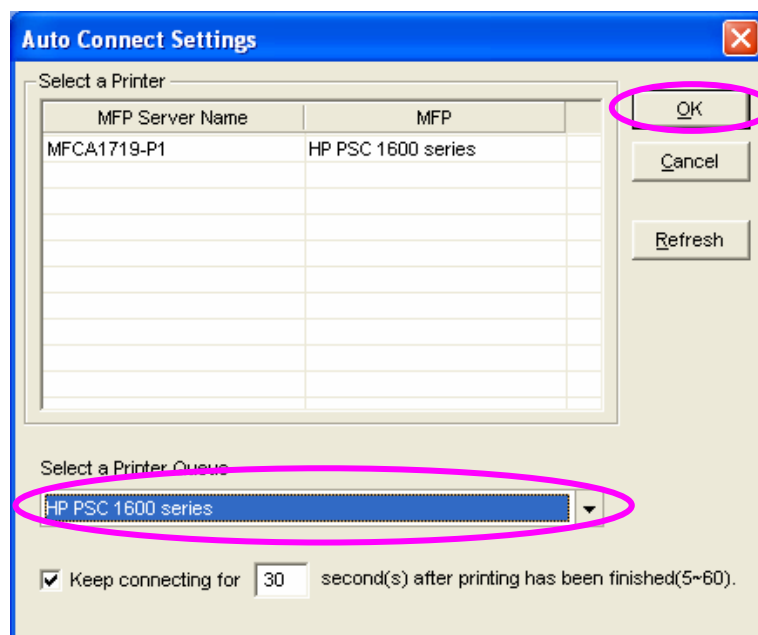 Auto Connect Settings
Select a Printer
MFP Server Name MFP
MFCA1719-P1 HP PSC 1600 series
OK
Cancel
Refresh
Select a Printer Queue
HP PSC 1600 series
Keep connecting for 30 second(s) after printing has been finished(5~60).